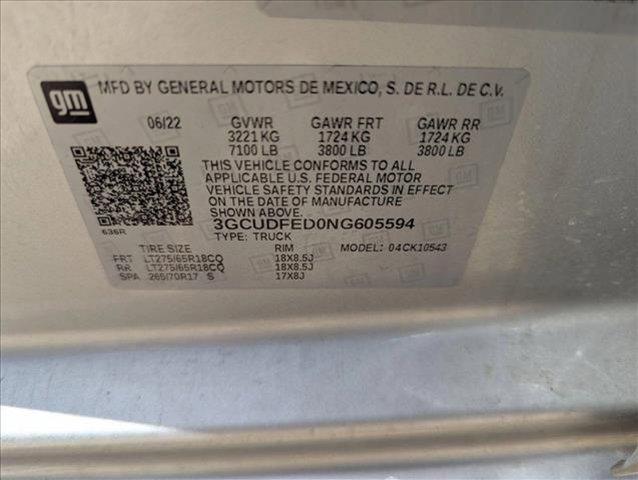 gm MFD BY GENERAL MOTORS DE MEXICO, S. DE R.L. DE C.V.
06/22 GVWR GAWR FRT GAWR RR
3221 KG 1724 KG 1724 KG
7100 LB 3800 LB 3800 LB
THIS VEHICLE CONFORMS TO ALL
APPLICABLE U.S. FEDERAL MOTOR
VEHICLE SAFETY STANDARDS IN EFFECT
ON THE DATE OF MANUFACTURE
SHOWN ABOVE.
636R 3GCUDFED0NG605594
TYPE: TRUCK MODEL: 04CK10543
TIRE SIZE RIM
FRT LT275/65R18CQ 18X8.5J
RR LT275/65R18CQ 18X8.5J
SPA 265/70R17 S 17X8J